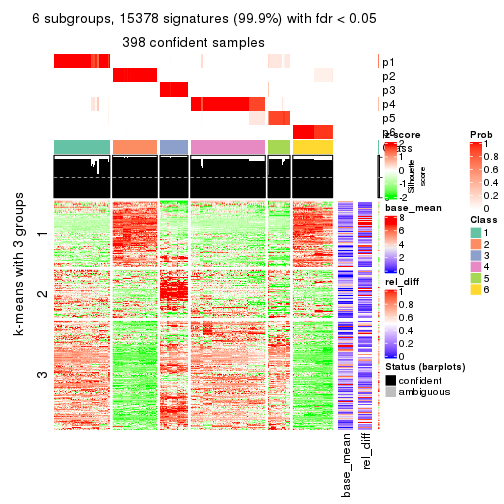 6 subgroups, 15378 signatures (99.9%) with fdr < 0.05
398 confident samples
p1
p2
p3
p4
p5
p6
z-score
2
1
0
-1
-2
Class
Silhouette
score
k-means with 3 groups
1
2
3
base_mean
8
6
4
2
0
rel_diff
1
0.8
0.6
0.4
0.2
0
Prob
1
0.8
0.6
0.4
0.2
0
Class
1
2
3
4
5
6
Status (barplots)
confident
ambiguous
base_mean
rel_diff